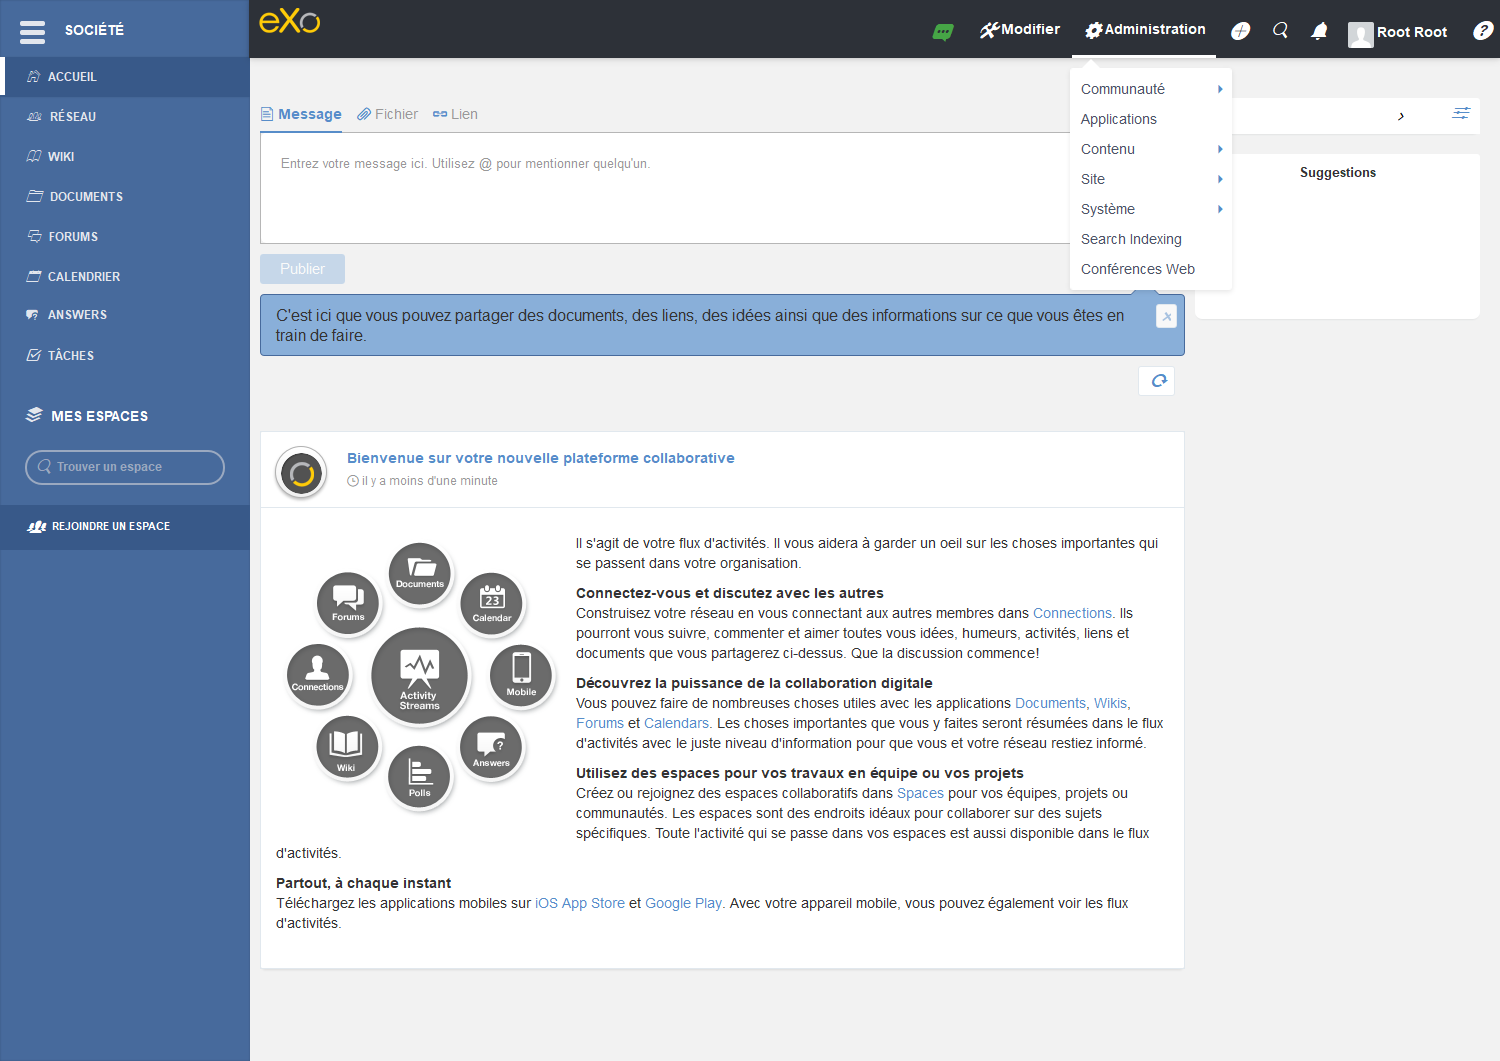 SOCIÉTÉ
eXo
Modifier
Administration
Root Root
?
ACCUEIL
RÉSEAU
WIKI
DOCUMENTS
FORUMS
CALENDRIER
ANSWERS
TÂCHES
MES ESPACES
Trouver un espace
REJOINDRE UN ESPACE
Message
Fichier
Lien
Entrez votre message ici. Utilisez @ pour mentionner quelqu'un.
Publier
Communauté
Applications
Contenu
Site
Système
Search Indexing
Conférences Web
Suggestions
C'est ici que vous pouvez partager des documents, des liens, des idées ainsi que des informations sur ce que vous êtes en
train de faire.
x
Bienvenue sur votre nouvelle plateforme collaborative
il y a moins d'une minute
Documents
Forums
23
Calendar
Connections
Activity
Streams
Mobile
Wiki
?
Answers
Polls
Il s'agit de votre flux d'activités. Il vous aidera à garder un oeil sur les choses importantes qui
se passent dans votre organisation.
Connectez-vous et discutez avec les autres
Construisez votre réseau en vous connectant aux autres membres dans Connections. Ils
pourront vous suivre, commenter et aimer toutes vous idées, humeurs, activités, liens et
documents que vous partagerez ci-dessus. Que la discussion commence!
Découvrez la puissance de la collaboration digitale
Vous pouvez faire de nombreuses choses utiles avec les applications Documents, Wikis,
Forums et Calendars. Les choses importantes que vous y faites seront résumées dans le flux
d'activités avec le juste niveau d'information pour que vous et votre réseau restiez informé.
Utilisez des espaces pour vos travaux en équipe ou vos projets
Créez ou rejoignez des espaces collaboratifs dans Spaces pour vos équipes, projets ou
communautés. Les espaces sont des endroits idéaux pour collaborer sur des sujets
spécifiques. Toute l'activité qui se passe dans vos espaces est aussi disponible dans le flux
d'activités.
Partout, à chaque instant
Téléchargez les applications mobiles sur iOS App Store et Google Play. Avec votre appareil mobile, vous pouvez également voir les flux
d'activités.